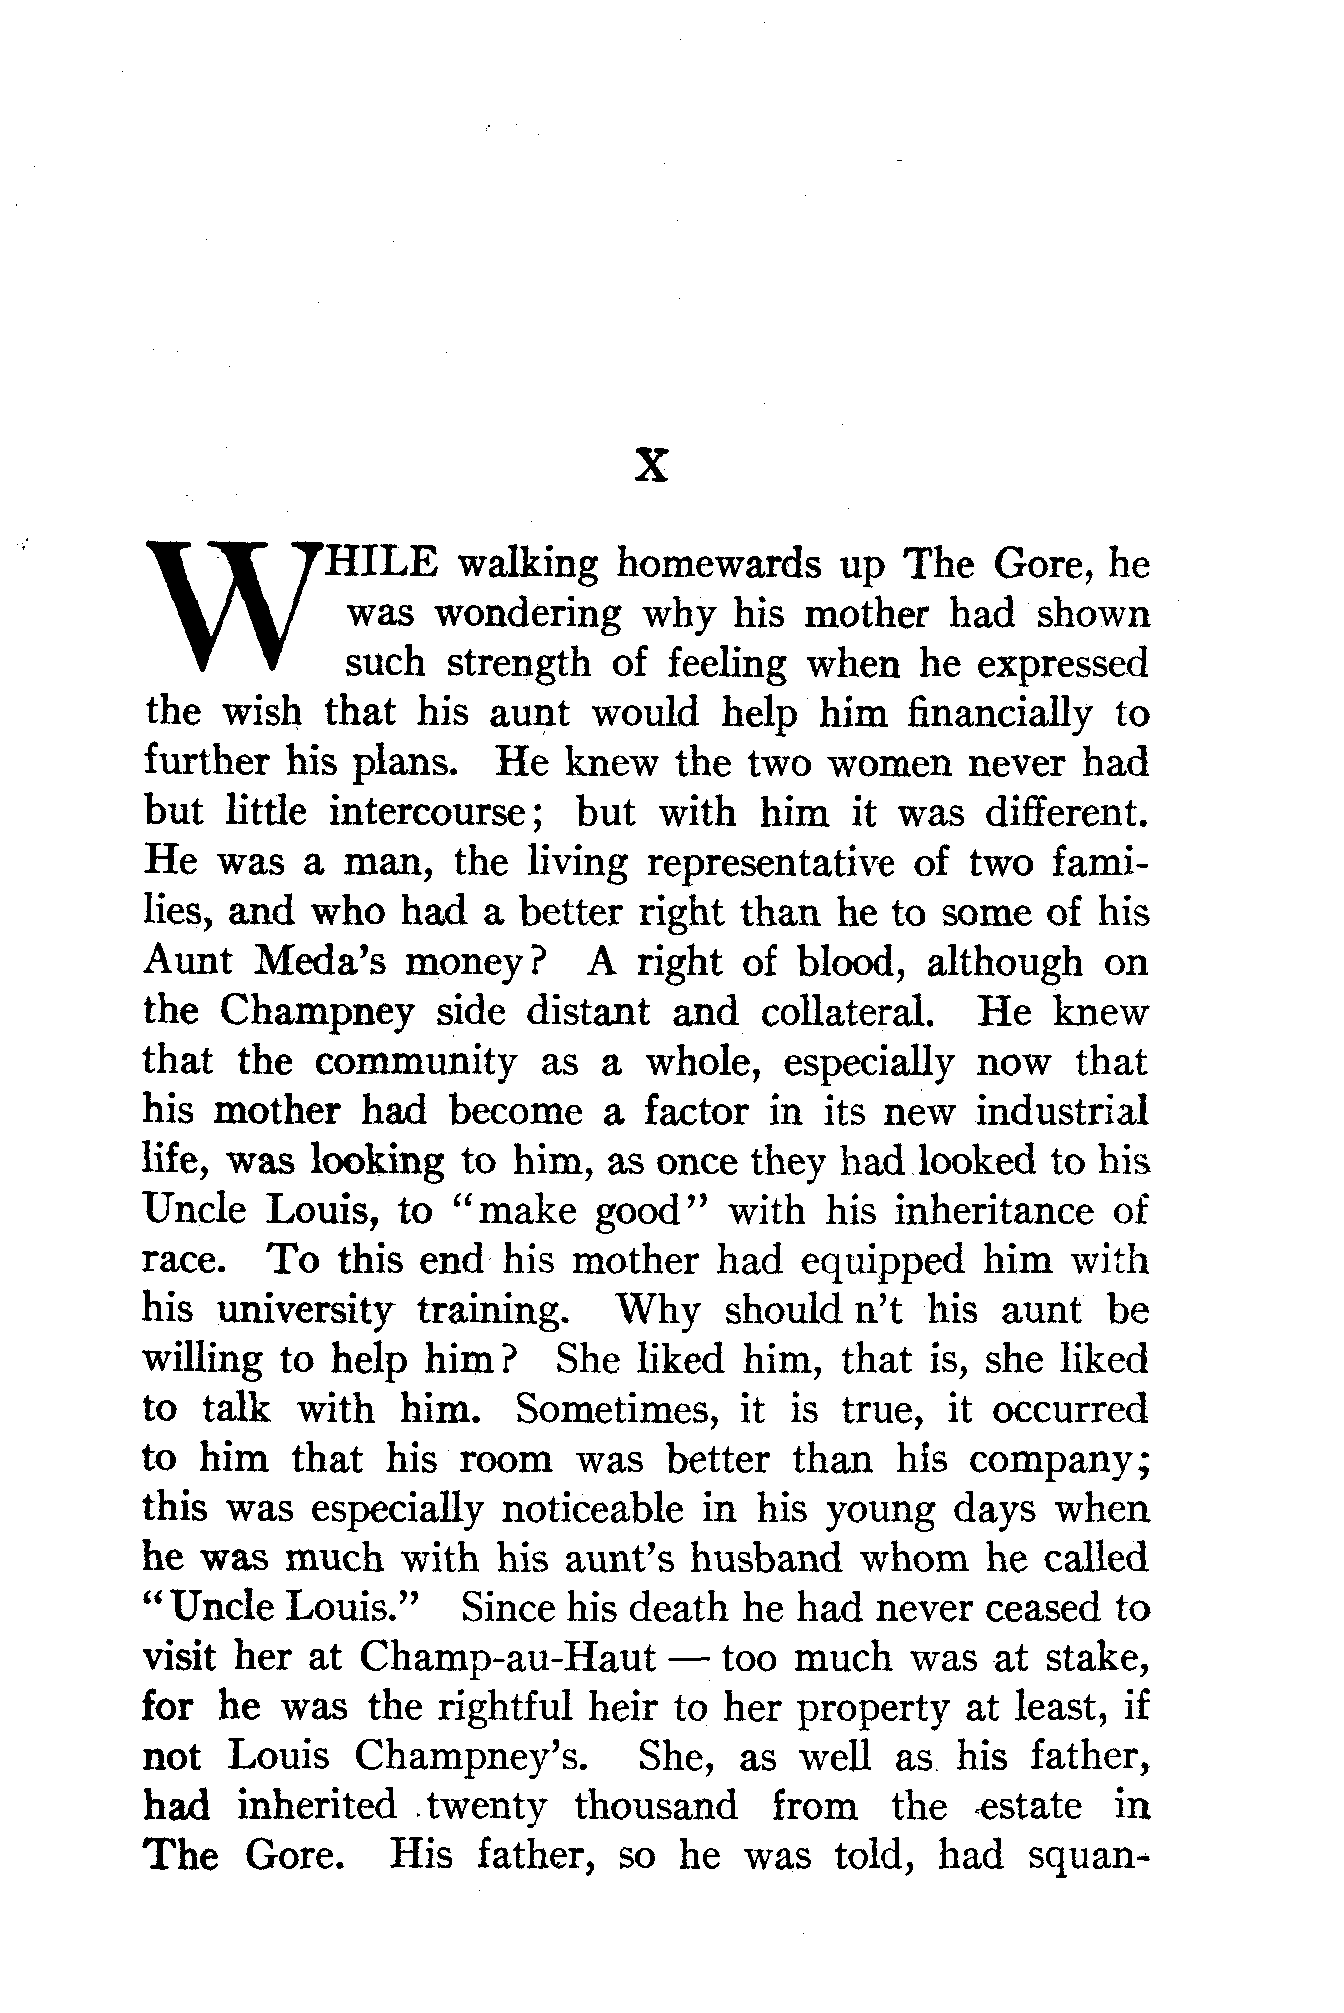 X
WHILE walking homewards up The Gore, he
was wondering why his mother had shown
such strength of feeling when he expressed
the wish that his aunt would help him financially to
further his plans. He knew the two women never had
but little intercourse; but with him it was different.
He was a man, the living representative of two fami-
lies, and who had a better right than he to some of his
Aunt Meda's money? A right of blood, although on
the Champney side distant and collateral. He knew
that the community as a whole, especially now that
his mother had become a factor in its new industrial
life, was looking to him, as once they had looked to his
Uncle Louis, to "make good" with his inheritance of
race. To this end his mother had equipped him with
his university training. Why should n't his aunt be
willing to help him? She liked him, that is, she liked
to talk with him. Sometimes, it is true, it occurred
to him that his room was better than his company;
this was especially noticeable in his young days when
he was much with his aunt's husband whom he called
"Uncle Louis." Since his death he had never ceased to
visit her at Champ-au-Haut — too much was at stake,
for he was the rightful heir to her property at least, if
not Louis Champney's. She, as well as his father,
had inherited twenty thousand from the estate in
The Gore. His father, so he was told, had squan-